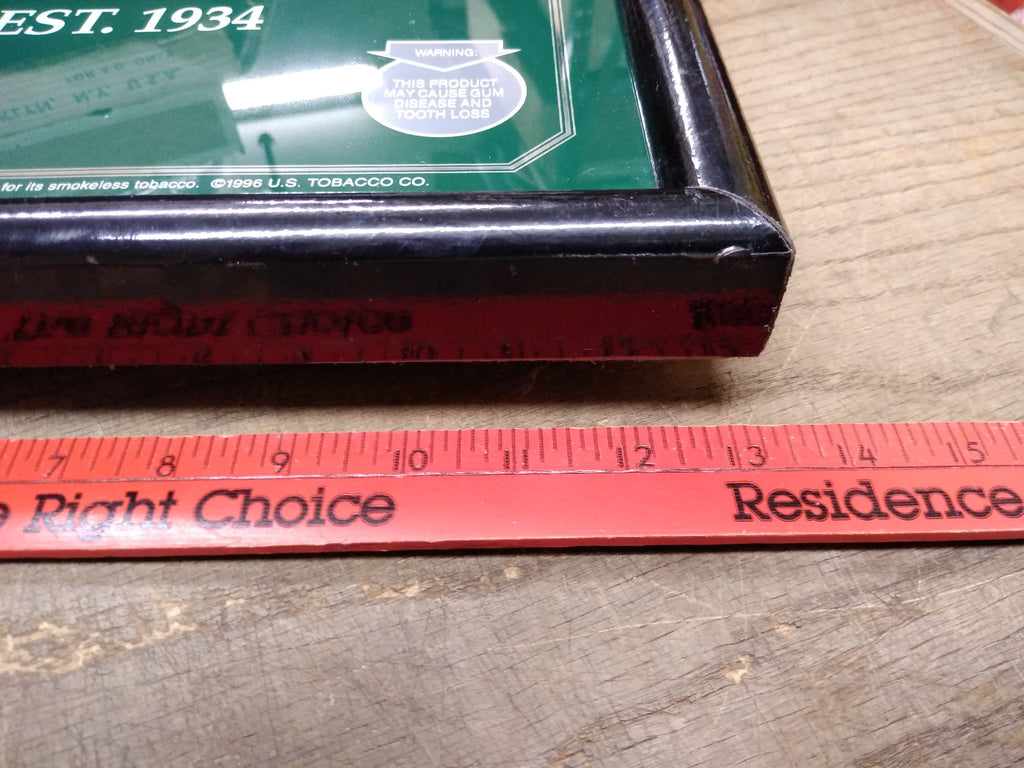 EST. 1934
WARNING:
THIS PRODUCT
MAY CAUSE GUM
DISEASE AND
TOOTH LOSS
N.Y. U.S.A.
for its smokeless tobacco. ©1996 U.S. TOBACCO CO.
7 8 9 10 11 12 13 14 15
Right Choice Residence